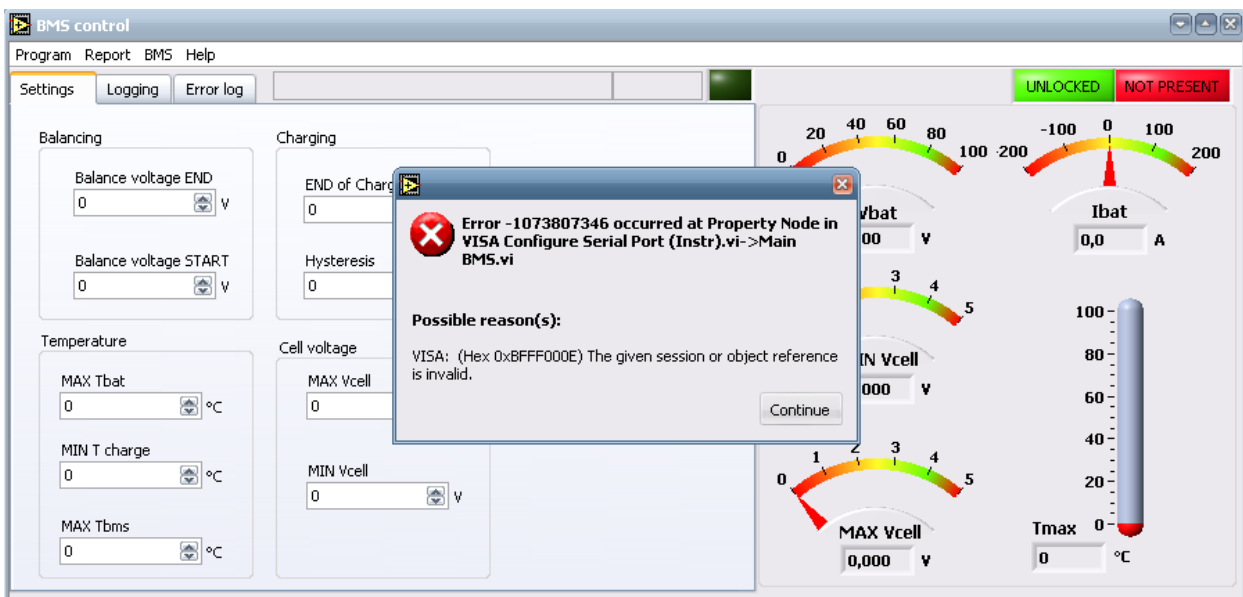 BMS control
Program Report BMS Help
Settings Logging Error log
UNLOCKED NOT PRESENT
Balancing
Balance voltage END
0 V
Balance voltage START
0 V
Charging
END of Charg
0
Hysteresis
0
Temperature
MAX Tbat
0 °C
MIN T charge
0 °C
MAX Tbms
0 °C
Cell voltage
MAX Vcell
0
MIN Vcell
0 V
Error -1073807346 occurred at Property Node in
VISA Configure Serial Port (Instr).vi->Main
BMS.vi
Possible reason(s):
VISA: (Hex 0xBFFF000E) The given session or object reference
is invalid.
Continue
0 20 40 60 80 100
Vbat
00 V
-200 -100 0 100 200
Ibat
0,0 A
3 4 5
IN Vcell
000 V
0 1 2 3 4 5
MAX Vcell
0,000 V
100
80
60
40
20
0
Tmax
0 °C